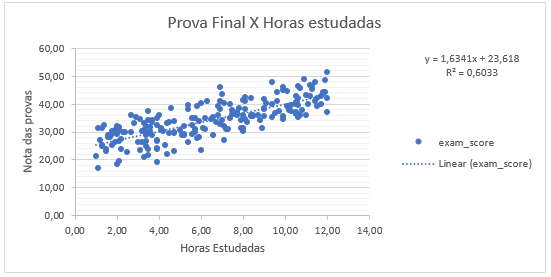 Prova Final X Horas estudadas
60,00
50,00
40,00
30,00
20,00
10,00
0,00
0,00 2,00 4,00 6,00 8,00 10,00 12,00 14,00
Nota das provas
Horas Estudadas
y = 1,6341x + 23,618
R² = 0,6033
exam_score
Linear (exam_score)